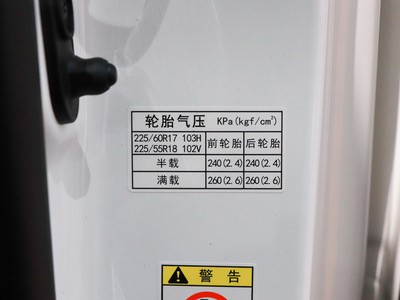 轮胎气压 KPa(kgf/cm²)
225/60R17 103H
225/55R18 102V
前轮胎 后轮胎
半载 240(2.4) 240(2.4)
满载 260(2.6) 260(2.6)
警告